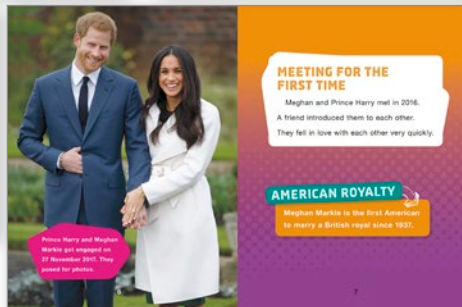 Prince Harry and Meghan
Markle got engaged on
27 November 2017. They
posed for photos.
MEETING FOR THE
FIRST TIME
Meghan and Prince Harry met in 2016.
A friend introduced them to each other.
They fell in love with each other very quickly.
AMERICAN ROYALTY
Meghan Markle is the first American
to marry a British royal since 1937.
7